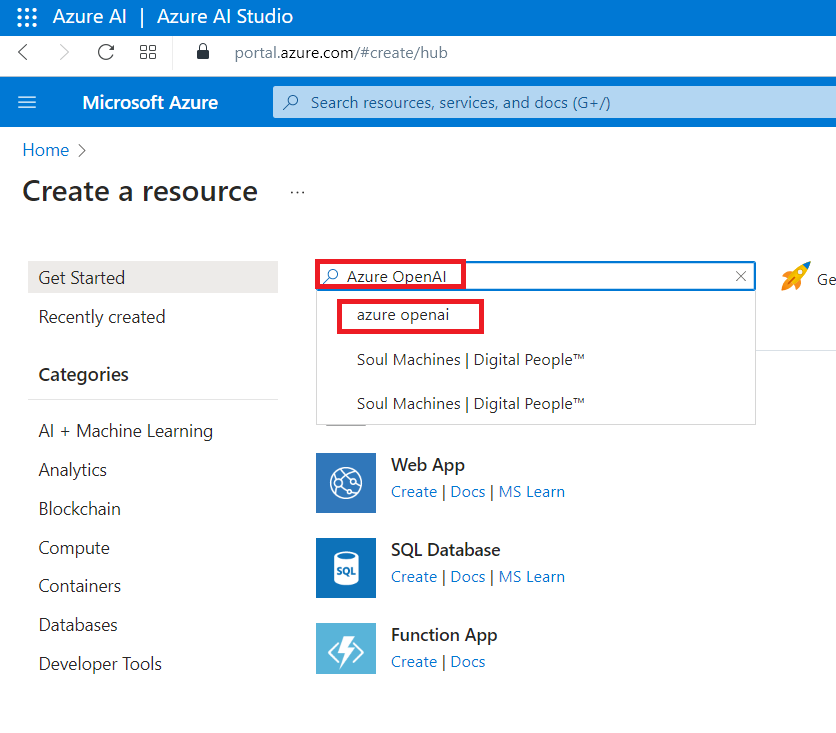 Azure AI | Azure AI Studio
portal.azure.com/#create/hub
Microsoft Azure
Search resources, services, and docs (G+/)
Home >
Create a resource ...
Get Started
Recently created
Categories
AI + Machine Learning
Analytics
Blockchain
Compute
Containers
Databases
Developer Tools
Azure OpenAI
azure openai
Soul Machines | Digital People™
Soul Machines | Digital People™
Web App
Create | Docs | MS Learn
SQL Database
SQL
Create | Docs | MS Learn
Function App
Create | Docs
Ge